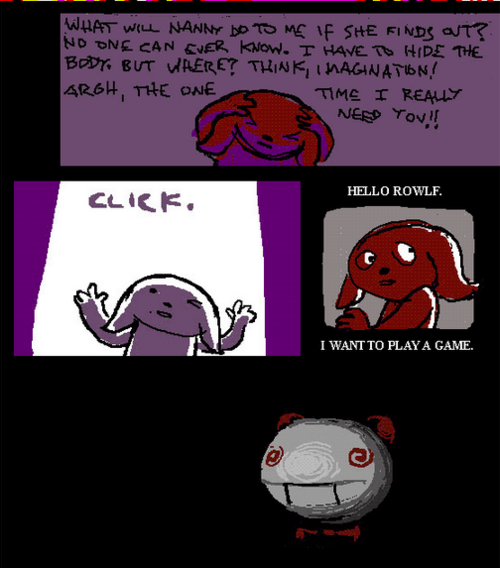 WHAT WILL NANNY DO TO ME IF SHE FINDS OUT?
NO ONE CAN EVER KNOW. I HAVE TO HIDE THE
BODY. BUT WHERE? THINK, IMAGINATION!
ARGH, THE ONE TIME I REALLY
NEED YOU!!
CLICK.
HELLO ROWLF.
I WANT TO PLAY A GAME.